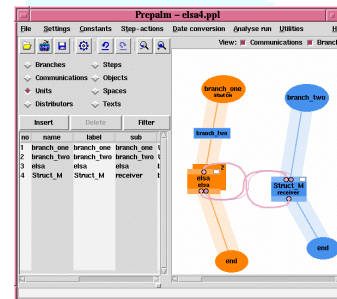 Prepalm - elsa4.ppl
File Settings Constants Step-actions Date conversion Analyse run Utilities
View: Communications Branc
Branches Steps
Communications Objects
Units Spaces
Distributors Texts
Insert Delete Filter
no name label sub
1 branch_one branch_one branch_one
2 branch_two branch_two branch_two
3 elsa elsa elsa
4 Struct_M Struct_M receiver
branch_one
branch_two
branch_two
2
elsa
elsa
Struct_M
receiver
end
end